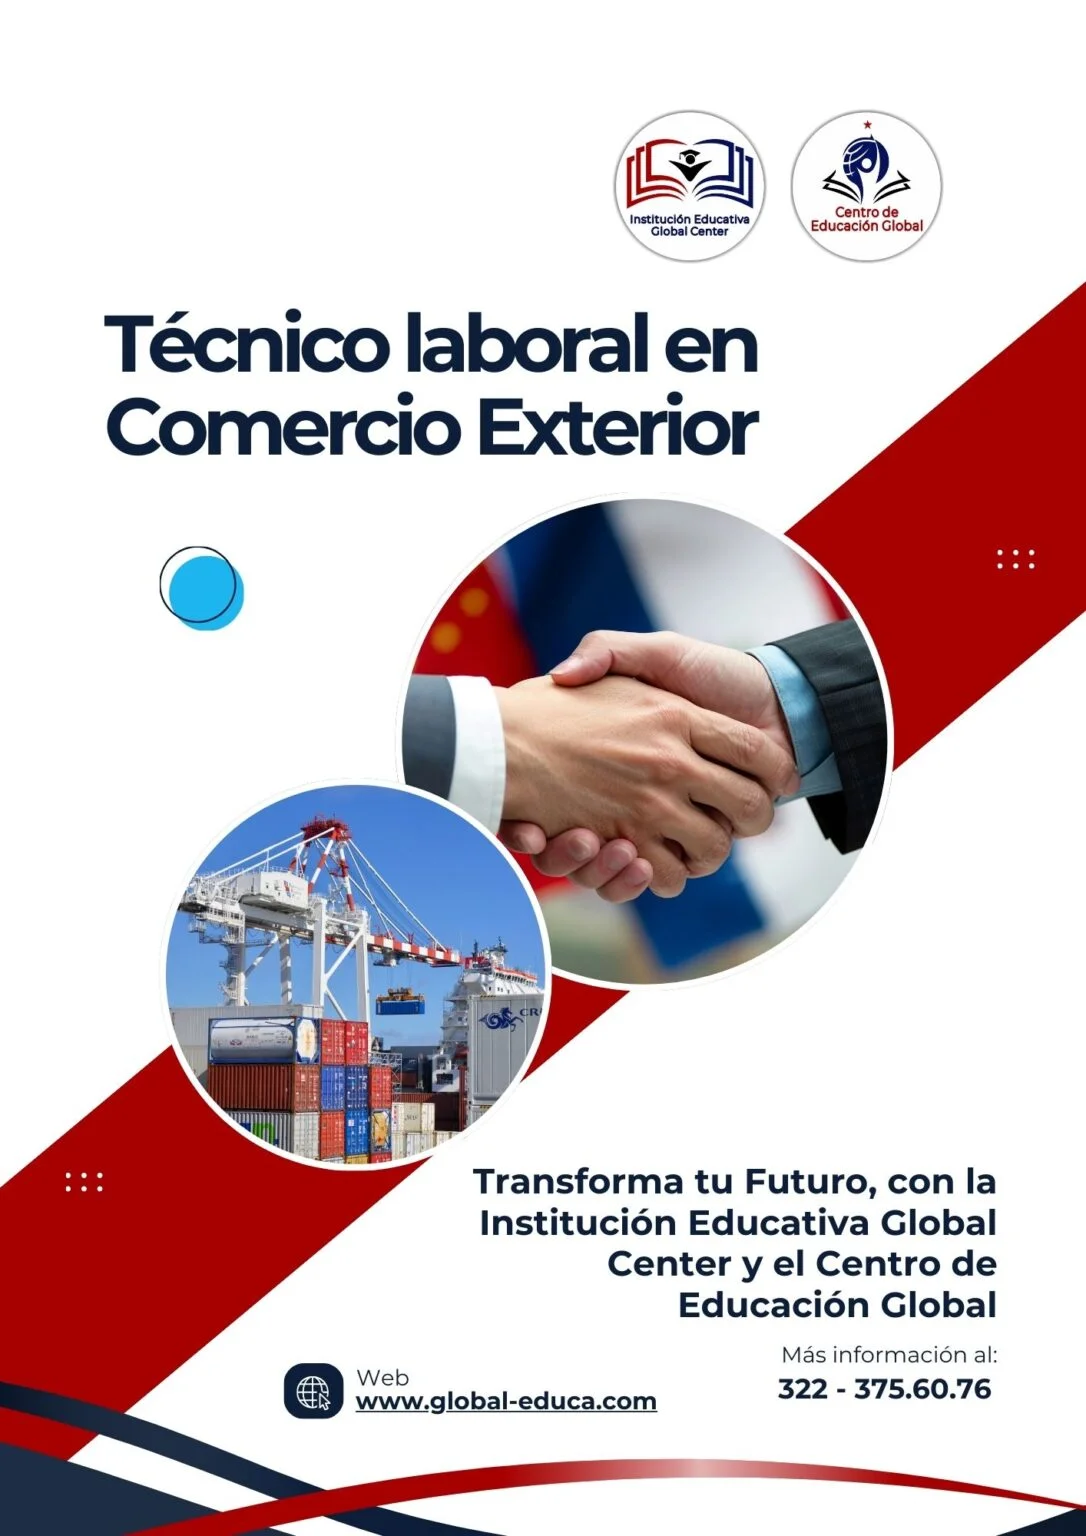 Institución Educativa
Global Center
Centro de
Educación Global
Técnico laboral en
Comercio Exterior
Transforma tu Futuro, con la
Institución Educativa Global
Center y el Centro de
Educación Global
Más información al:
322 - 375.60.76
Web
www.global-educa.com